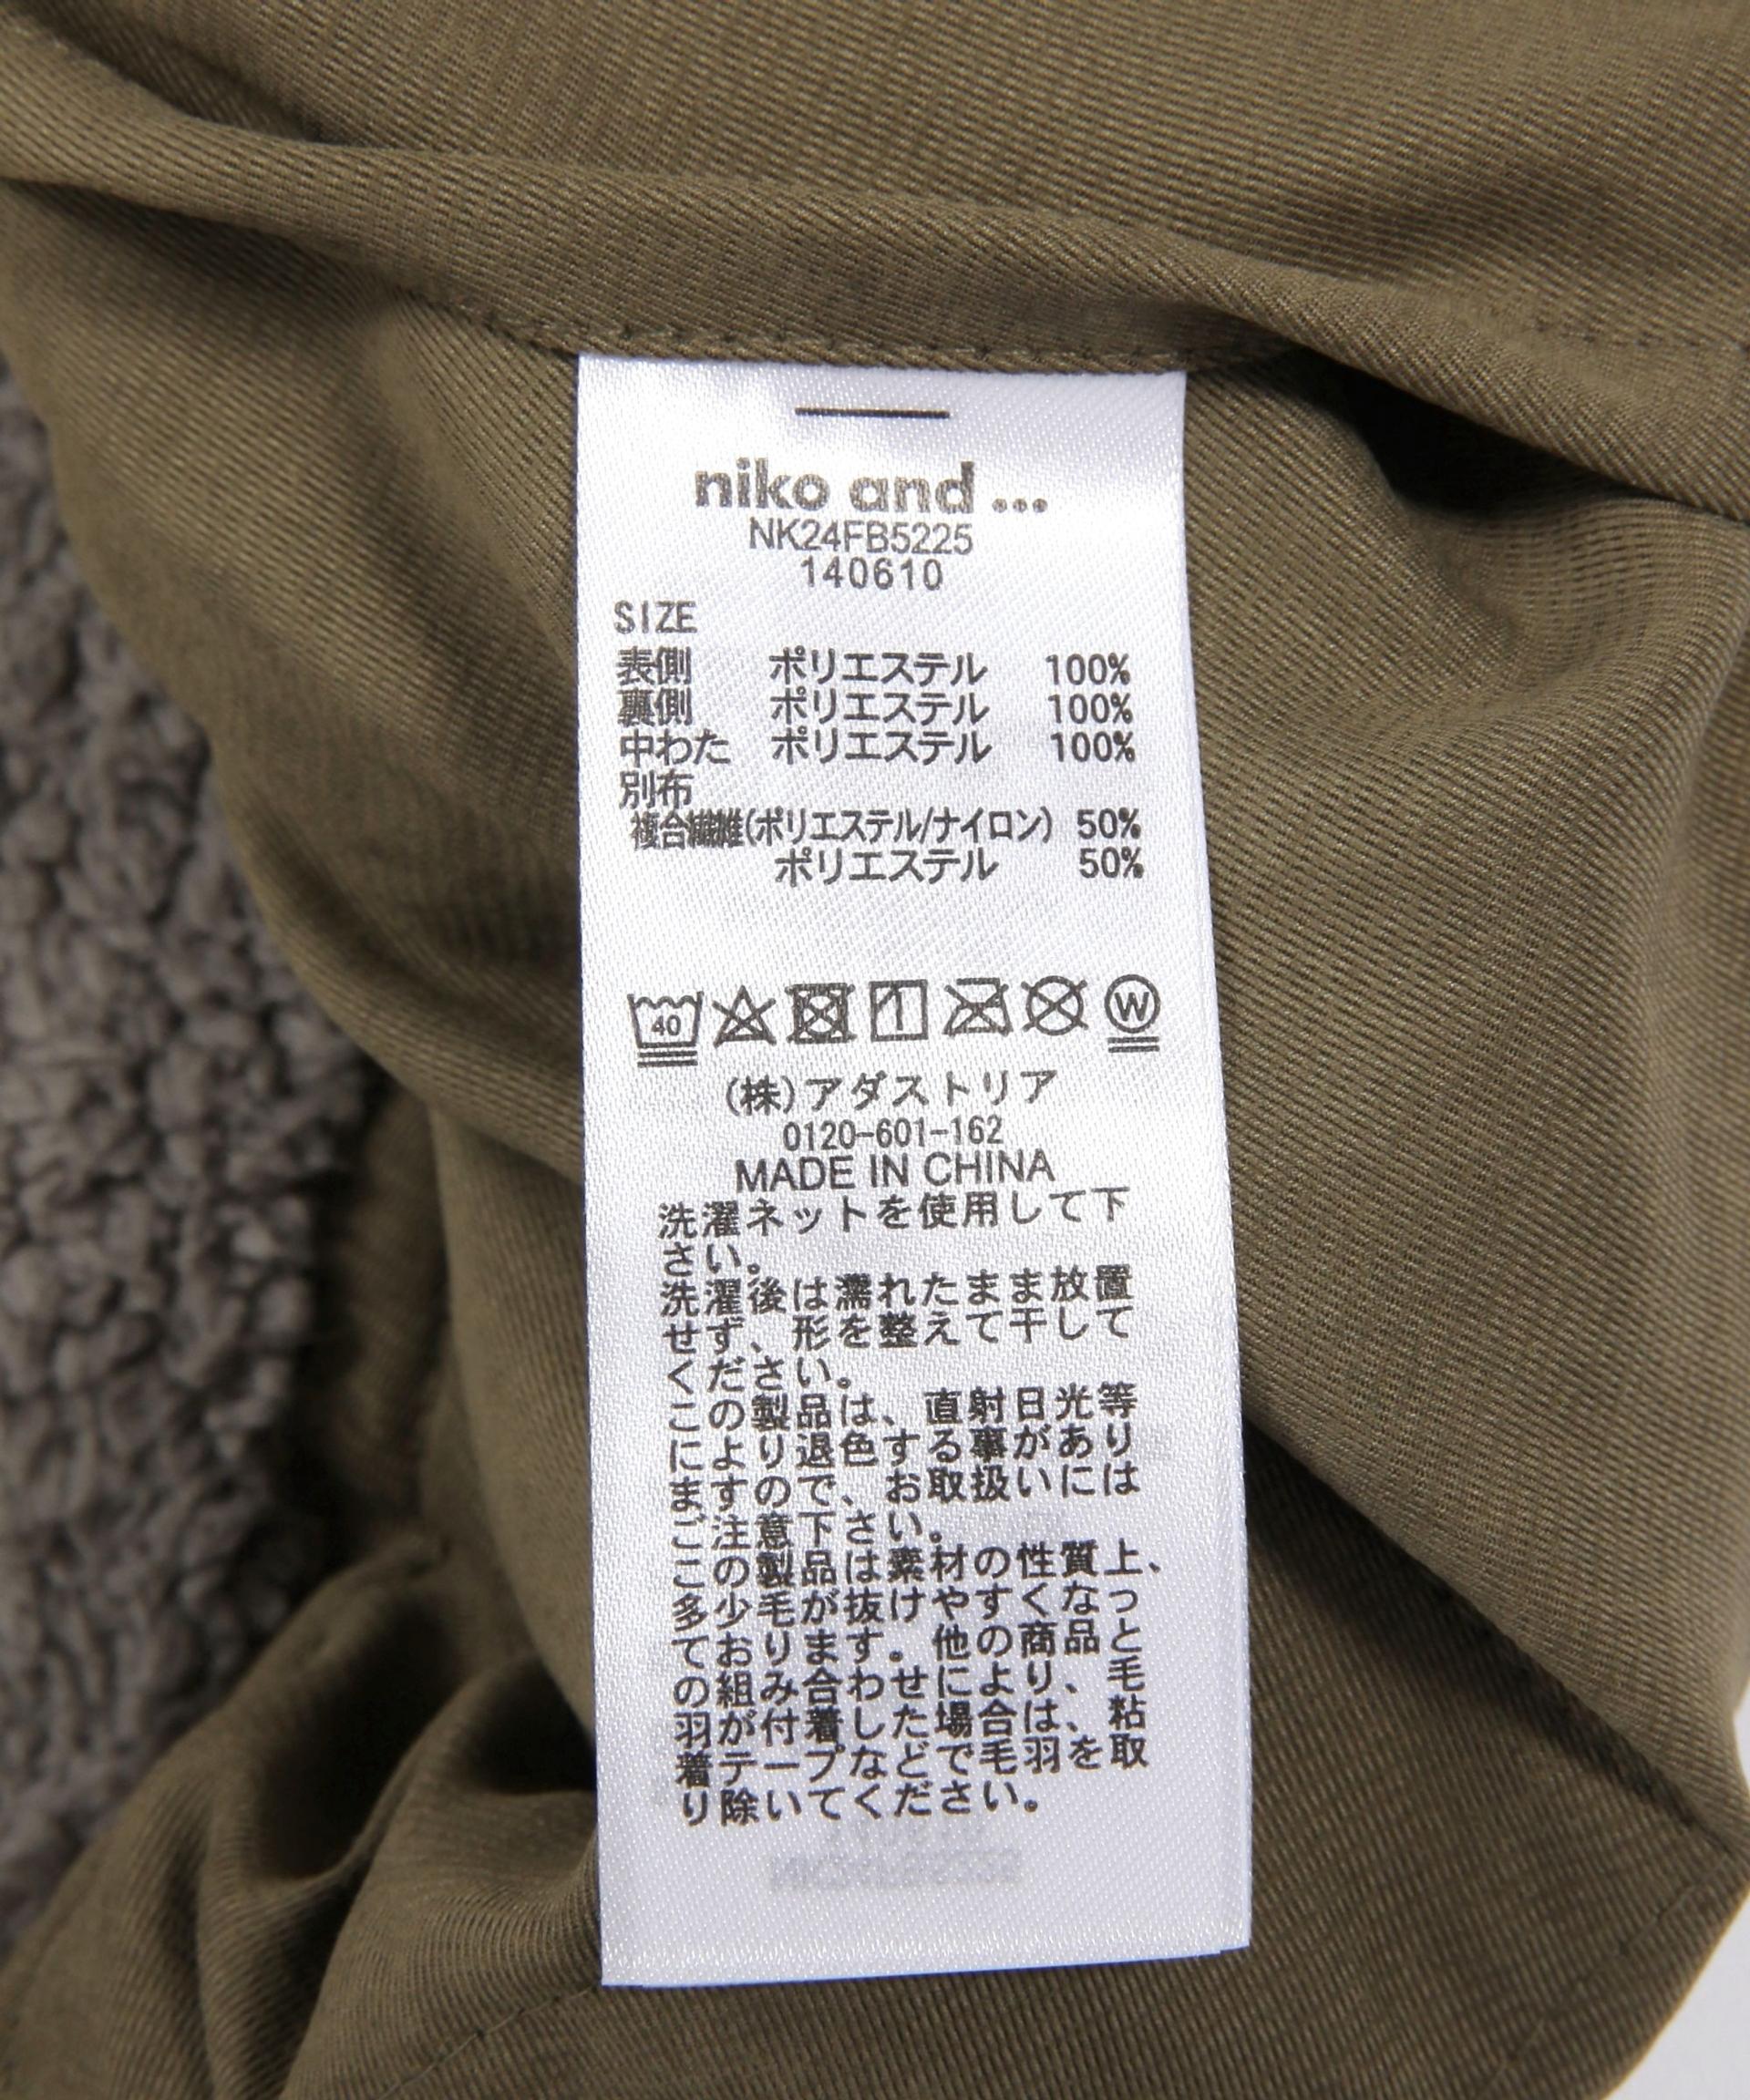 niko and ...
NK24FB5225
140610
SIZE
表側 ポリエステル 100%
裏側 ポリエステル 100%
中わた ポリエステル 100%
別布
複合繊維(ポリエステル/ナイロン) 50%
ポリエステル 50%
40 W
(株)アダストリア
0120-601-162
MADE IN CHINA
洗濯ネットを使用して下
さい。
洗濯後は濡れたまま放置
せず、形を整えて干して
ください。
この製品は、直射日光等
により退色する事があり
ますので、お取扱いには
ご注意下さい。
この製品は素材の性質上、
多少毛が抜けやすくなっ
ております。他の商品と
の組み合わせにより、毛
羽が付着した場合は、粘
着テープなどで毛羽を取
り除いてください。